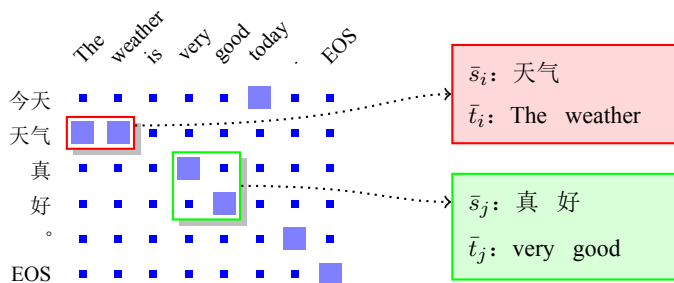 The weather is very good today . EOS
今天
天气
真
好
。
EOS
s̄ᵢ: 天气
t̄ᵢ: The weather
s̄ⱼ: 真 好
t̄ⱼ: very good